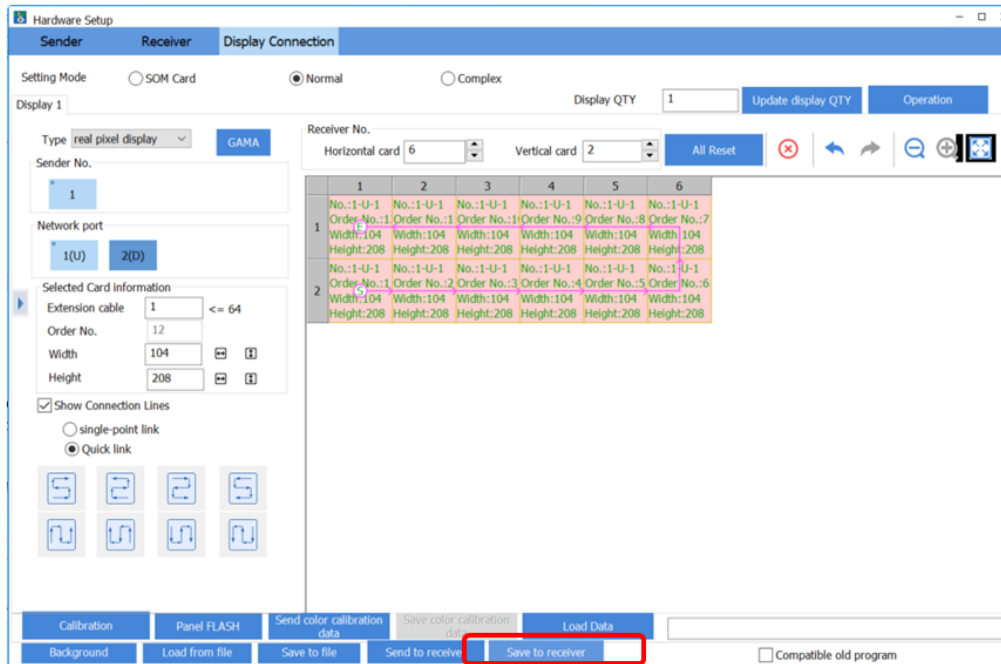 Hardware Setup
Sender Receiver Display Connection
Setting Mode SOM Card Normal Complex
Display 1
Display QTY 1 Update display QTY Operation
Type real pixel display GAMA
Receiver No.
Horizontal card 6 Vertical card 2 All Reset
Sender No.
1
Network port
1(U) 2(D)
Selected Card information
Extension cable 1 <= 64
Order No. 12
Width 104
Height 208
Show Connection Lines
single-point link
Quick link
1 2 3 4 5 6
1
No.:1-U-1 No.:1-U-1 No.:1-U-1 No.:1-U-1 No.:1-U-1 No.:1-U-1
Order No.:1 Order No.:1 Order No.:1 Order No.:9 Order No.:8 Order No.:7
Width:104 Width:104 Width:104 Width:104 Width:104 Width:104
Height:208 Height:208 Height:208 Height:208 Height:208 Height:208
E
2
No.:1-U-1 No.:1-U-1 No.:1-U-1 No.:1-U-1 No.:1-U-1 No.:1-U-1
Order No.:1 Order No.:2 Order No.:3 Order No.:4 Order No.:5 Order No.:6
Width:104 Width:104 Width:104 Width:104 Width:104 Width:104
Height:208 Height:208 Height:208 Height:208 Height:208 Height:208
S
Calibration Panel FLASH Send color calibration data Save color calibration data Load Data
Background Load from file Save to file Send to receive Save to receiver
Compatible old program